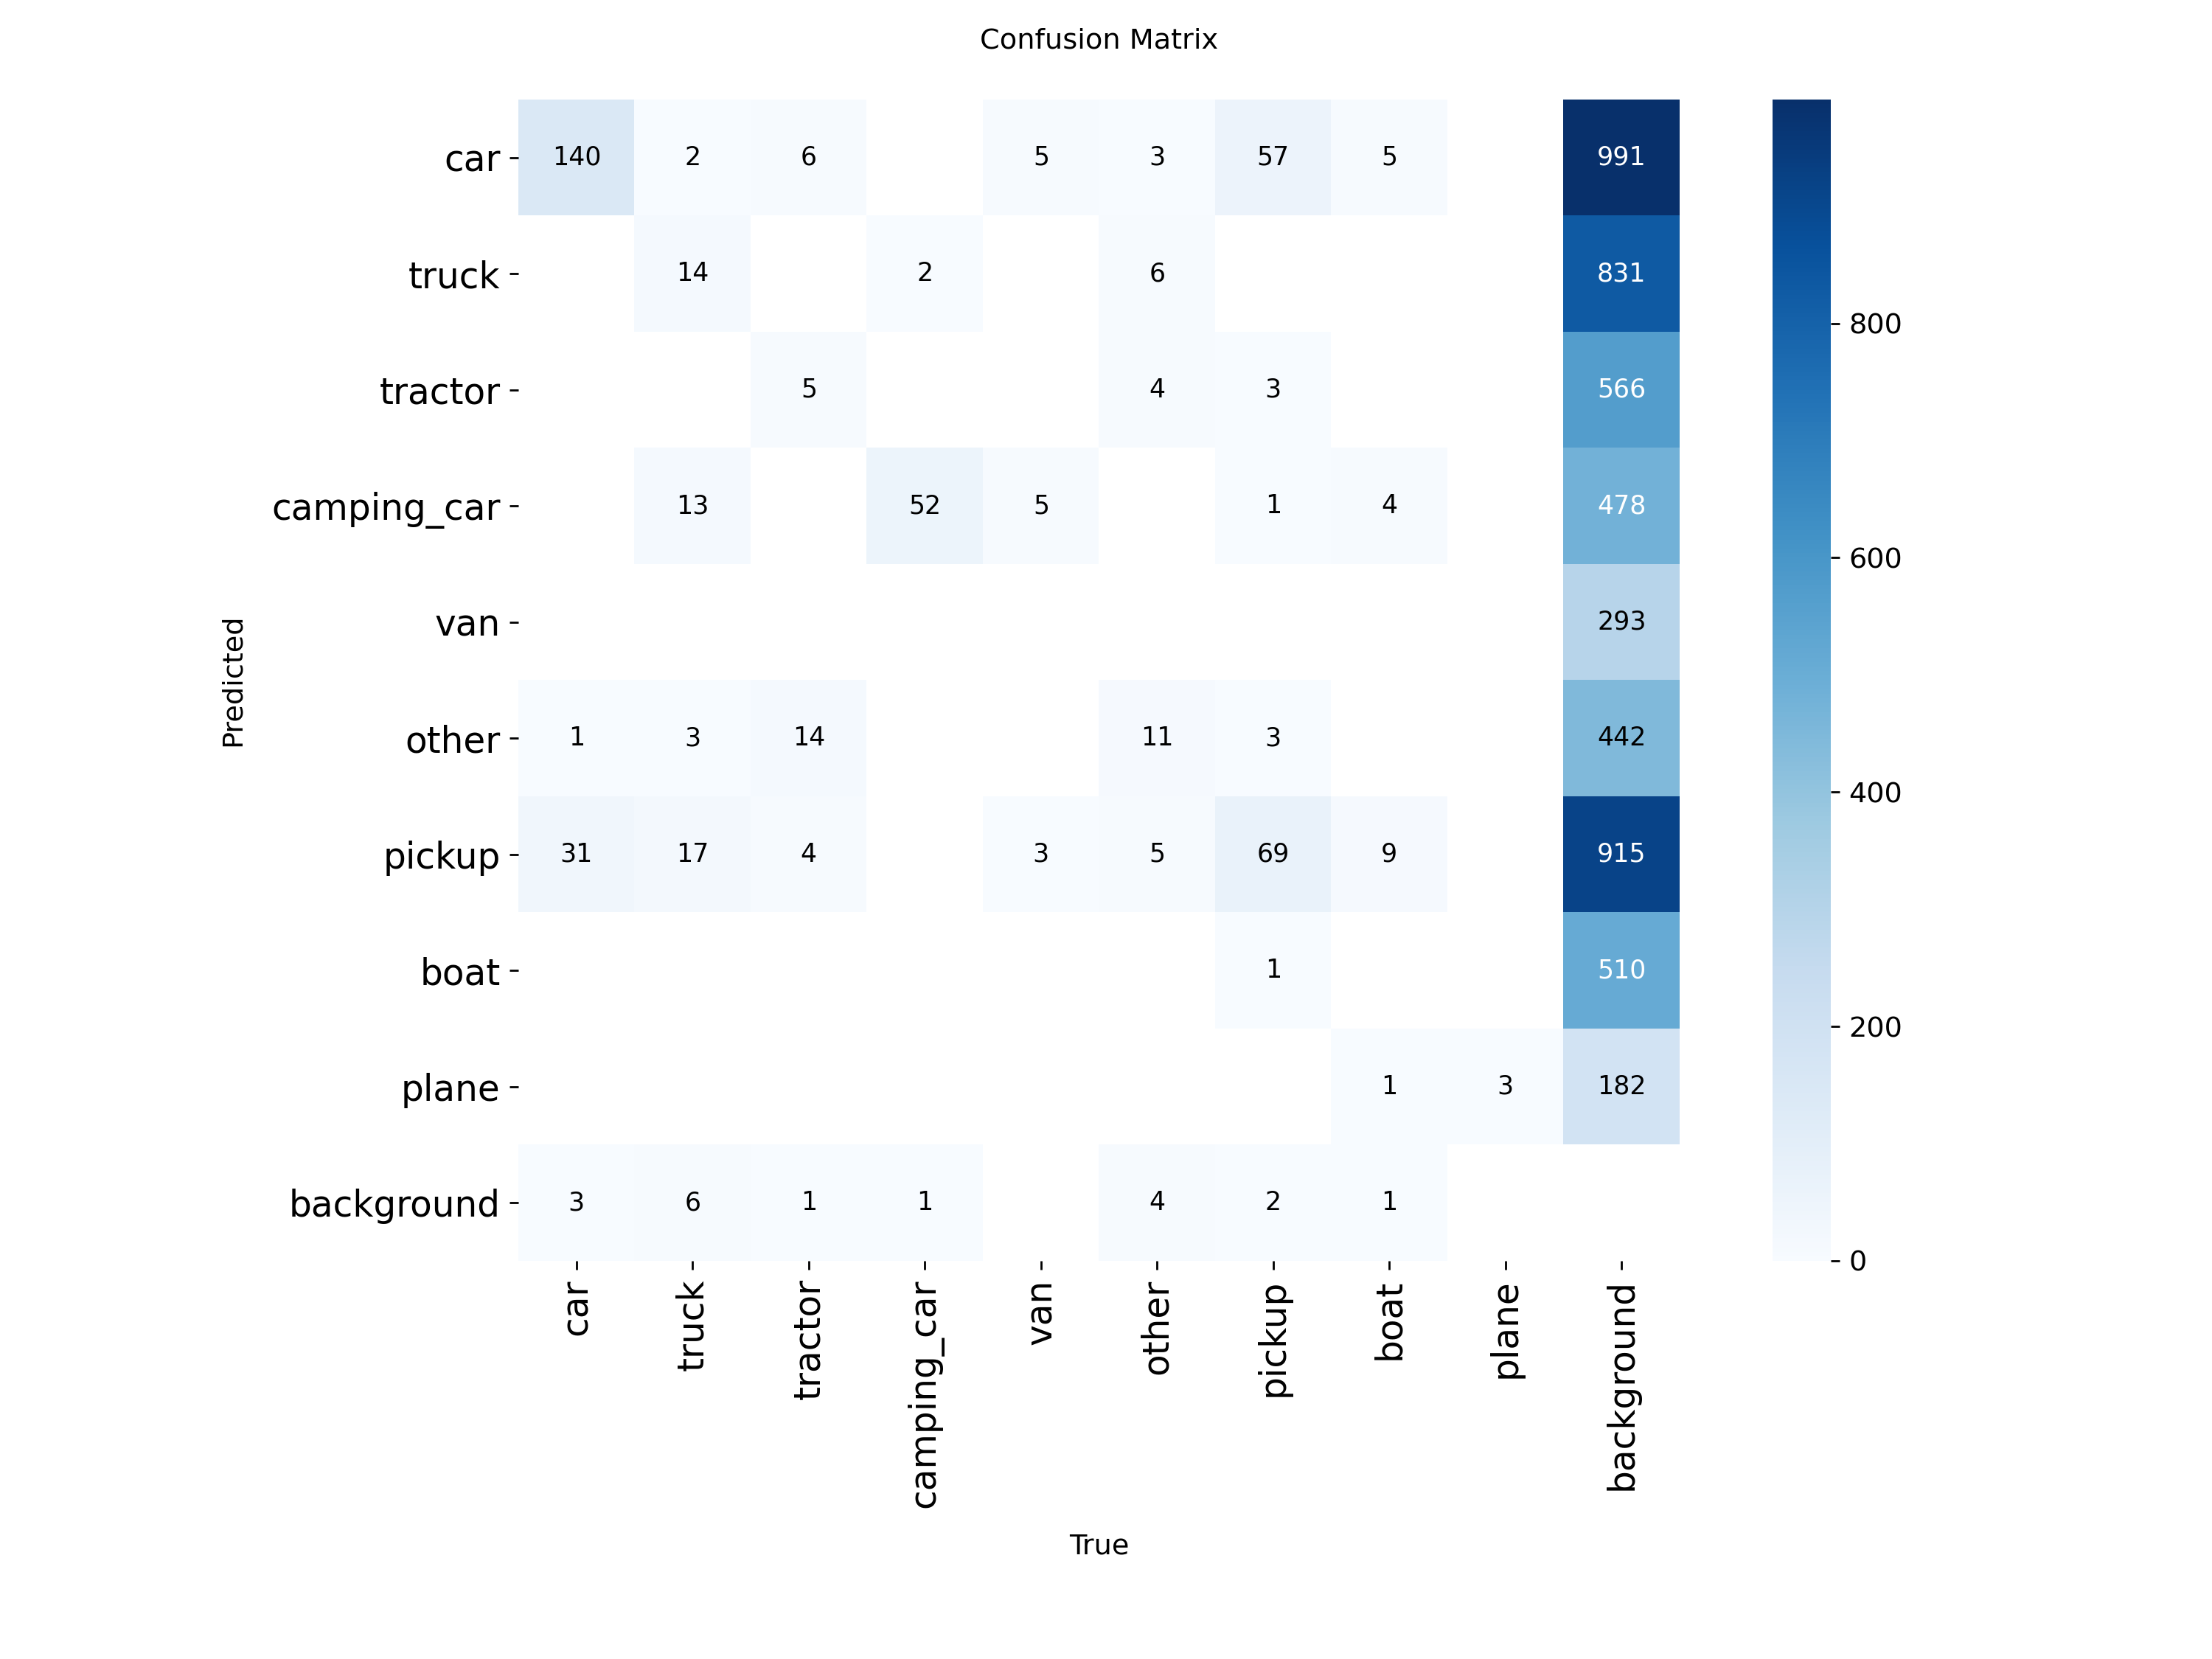 Confusion Matrix
car 140 2 6 5 3 57 5 991
truck 14 2 6 831
tractor 5 4 3 566
camping_car 13 52 5 1 4 478
van 293
other 1 3 14 11 3 442
pickup 31 17 4 3 5 69 9 915
boat 1 510
plane 1 3 182
background 3 6 1 1 4 2 1
Predicted
car truck tractor camping_car van other pickup boat plane background
True
800
600
400
200
0